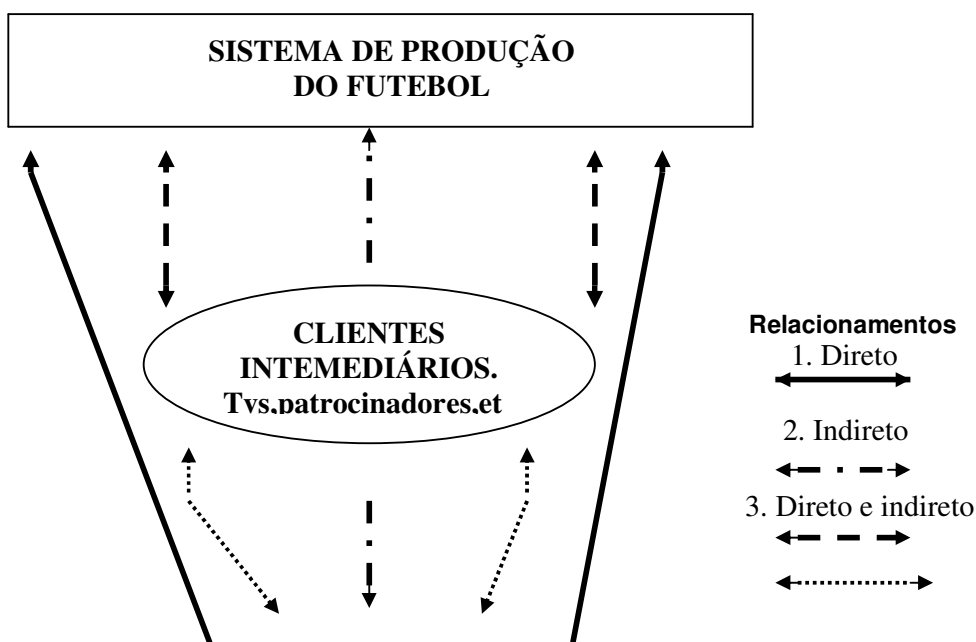 SISTEMA DE PRODUÇÃO
DO FUTEBOL
CLIENTES
INTEMEDIÁRIOS.
Tvs,patrocinadores,et
Relacionamentos
1. Direto
2. Indireto
3. Direto e indireto